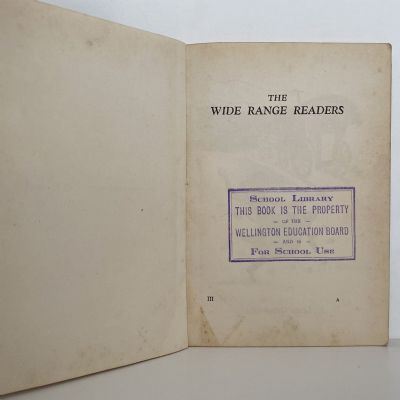 THE
WIDE RANGE READERS
SCHOOL LIBRARY
THIS BOOK IS THE PROPERTY
— OF THE —
WELLINGTON EDUCATION BOARD
— AND IS —
FOR SCHOOL USE
III A